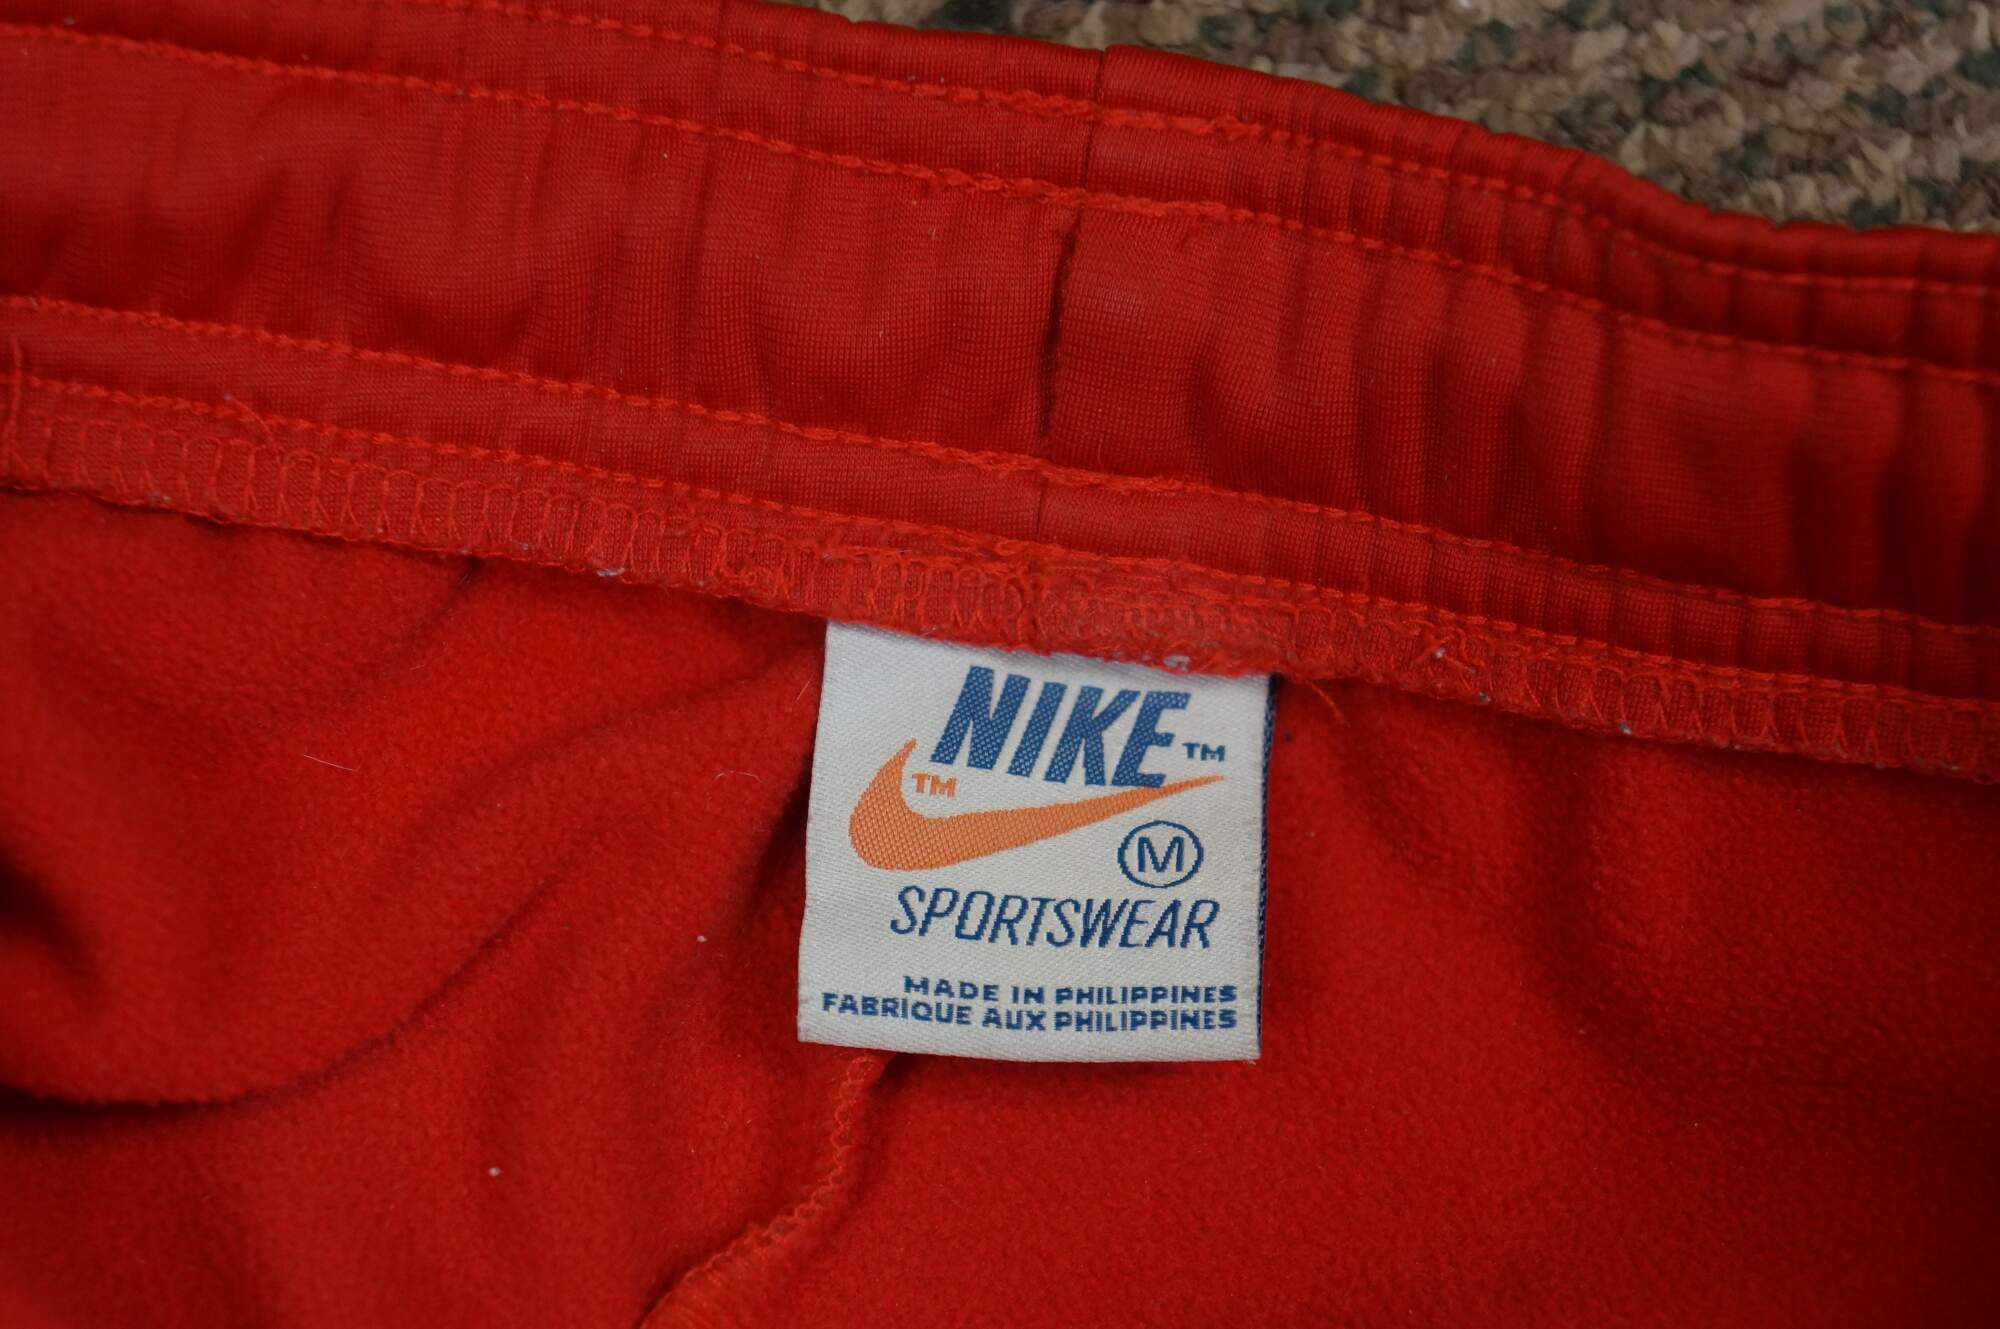 NIKE™
™
M
SPORTSWEAR
MADE IN PHILIPPINES
FABRIQUE AUX PHILIPPINES